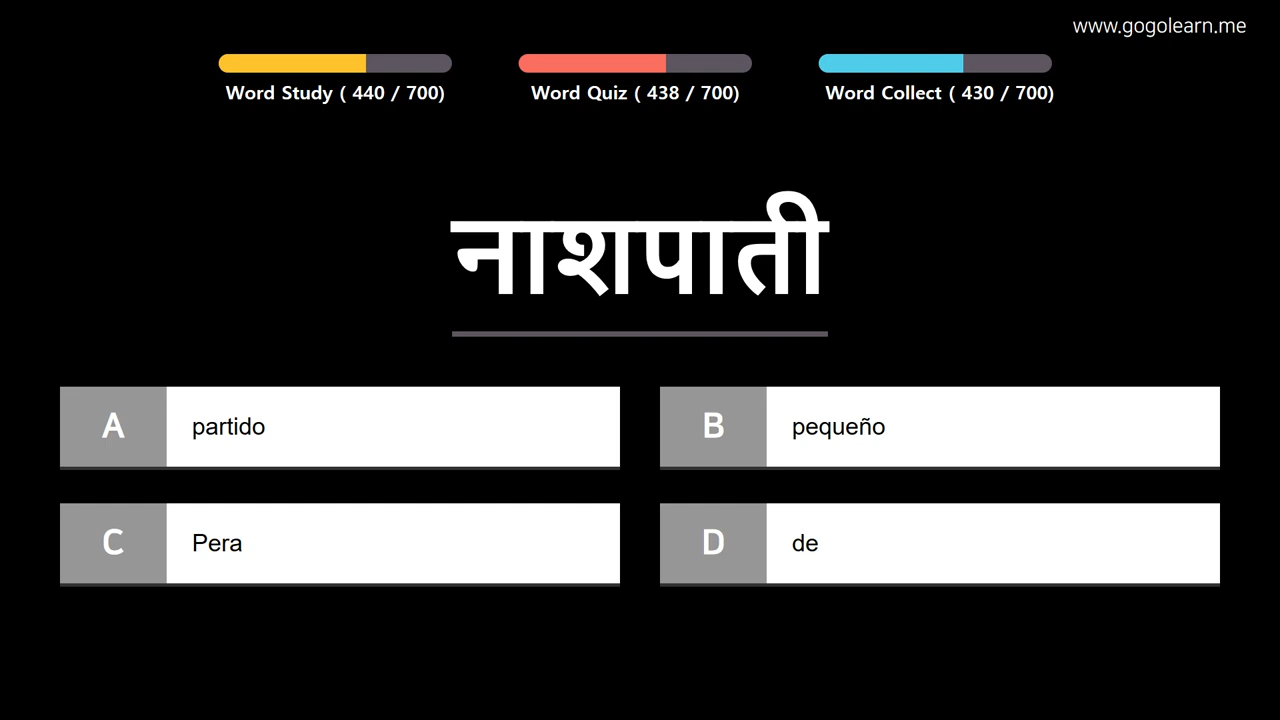 www.gogolearn.me
Word Study ( 440 / 700)
Word Quiz ( 438 / 700)
Word Collect ( 430 / 700)
नाशपाती
A partido
B pequeño
C Pera
D de